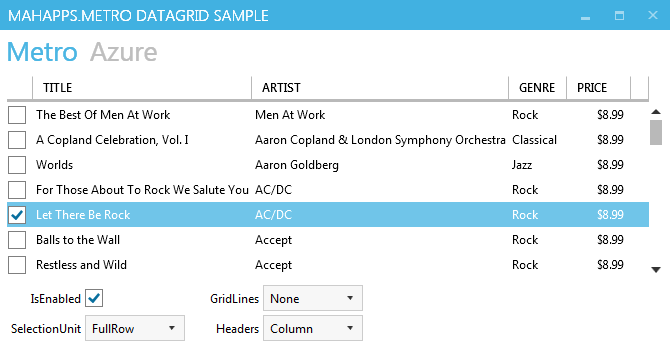 MAHAPPS.METRO DATAGRID SAMPLE
Metro Azure
TITLE ARTIST GENRE PRICE
The Best Of Men At Work Men At Work Rock $8.99
A Copland Celebration, Vol. I Aaron Copland & London Symphony Orchestra Classical $8.99
Worlds Aaron Goldberg Jazz $8.99
For Those About To Rock We Salute You AC/DC Rock $8.99
Let There Be Rock AC/DC Rock $8.99
Balls to the Wall Accept Rock $8.99
Restless and Wild Accept Rock $8.99
IsEnabled GridLines None
SelectionUnit FullRow Headers Column